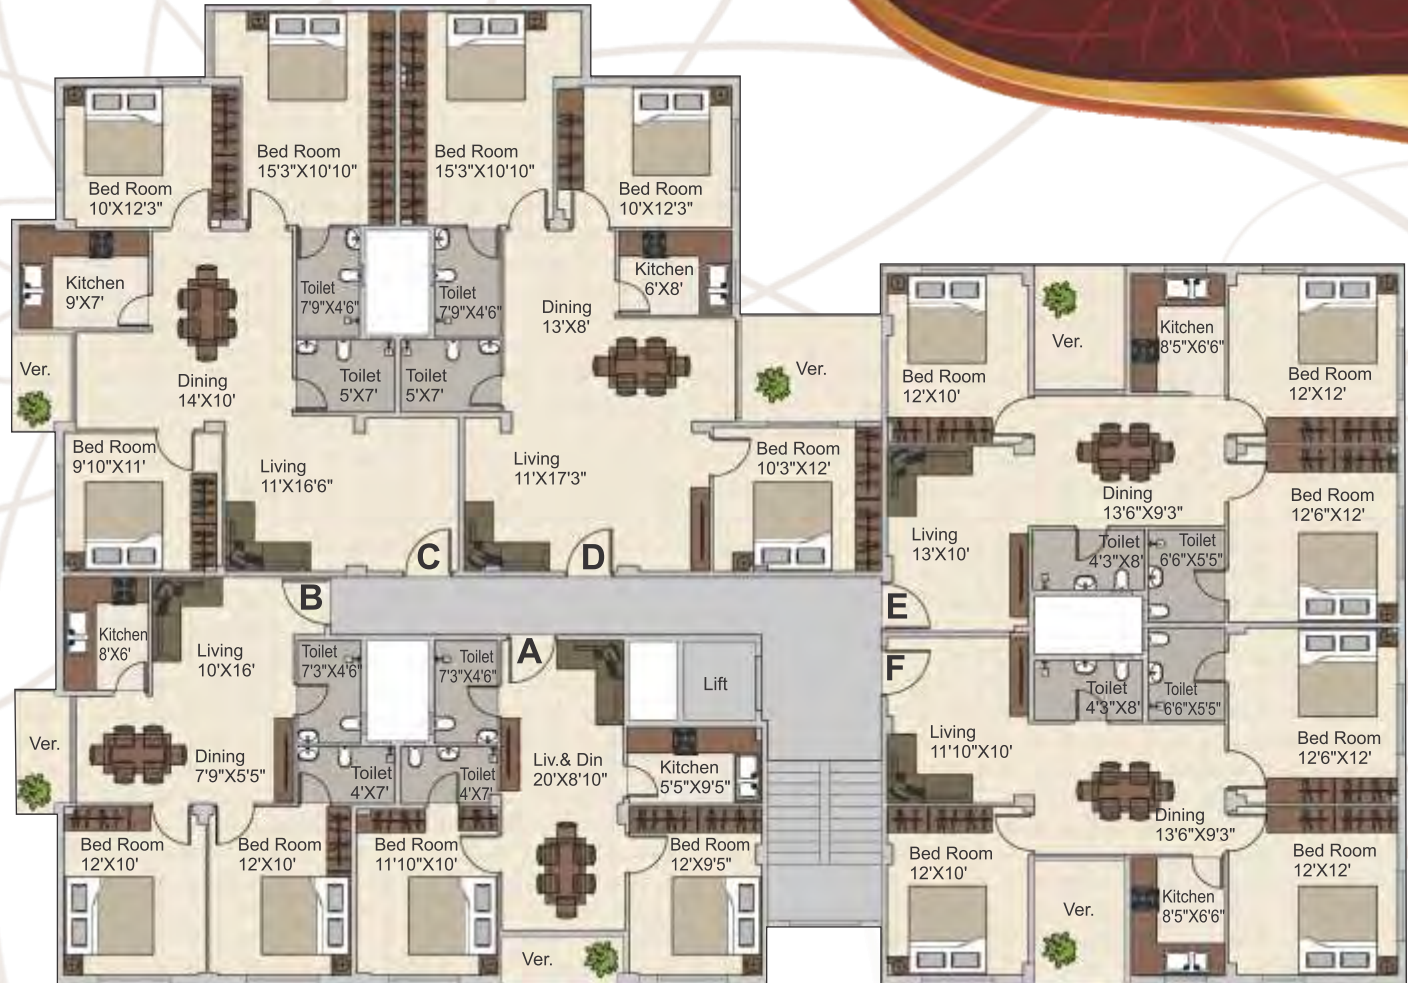 Bed Room
15'3"X10'10"
Bed Room
15'3"X10'10"
Bed Room
10'X12'3"
Bed Room
10'X12'3"
Kitchen
9'X7'
Toilet
7'9"X4'6"
Toilet
7'9"X4'6"
Kitchen
6'X8'
Dining
13'X8'
Ver.
Dining
14'X10'
Toilet
5'X7'
Toilet
5'X7'
Ver.
Bed Room
9'10"X11'
Living
11'X16'6"
Living
11'X17'3"
Bed Room
10'3"X12'
C
D
Bed Room
12'X10'
Ver.
Kitchen
8'5"X6'6"
Bed Room
12'X12'
Dining
13'6"X9'3"
Bed Room
12'6"X12'
Living
13'X10'
Toilet
4'3"X8'
Toilet
6'6"X5'5"
E
B
Kitchen
8'X6'
Living
10'X16'
Toilet
7'3"X4'6"
Toilet
7'3"X4'6"
A
Lift
F
Toilet
4'3"X8'
Toilet
6'6"X5'5"
Living
11'10"X10'
Bed Room
12'6"X12'
Ver.
Dining
7'9"X5'5"
Toilet
4'X7'
Toilet
4'X7'
Liv.& Din
20'X8'10"
Kitchen
5'5"X9'5"
Dining
13'6"X9'3"
Bed Room
12'X10'
Bed Room
12'X10'
Bed Room
11'10"X10'
Bed Room
12'X9'5"
Bed Room
12'X10'
Bed Room
12'X12'
Ver.
Kitchen
8'5"X6'6"
Ver.